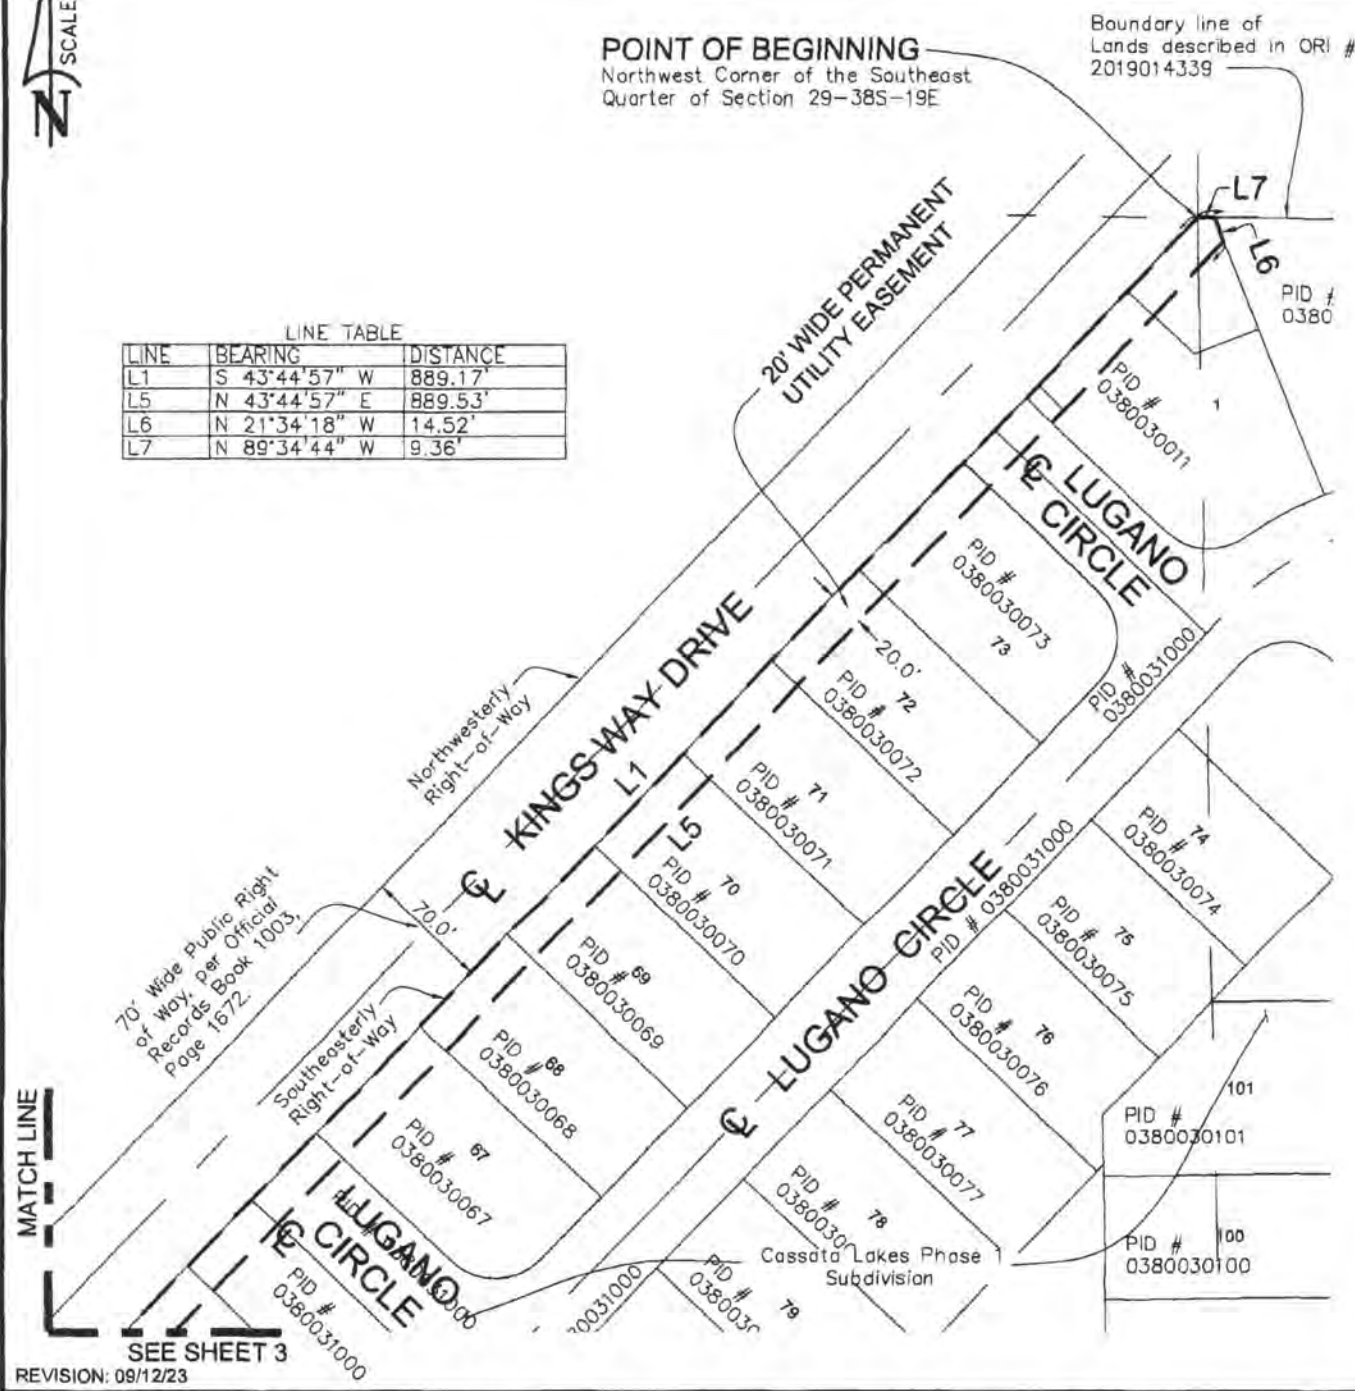 SCALE
N
POINT OF BEGINNING
Northwest Corner of the Southeast
Quarter of Section 29-38S-19E
Boundary line of
Lands described in ORI #
2019014339
L7
L6
PID #
0380
20' WIDE PERMANENT
UTILITY EASEMENT
LINE TABLE
LINE BEARING DISTANCE
L1 S 43°44'57" W 889.17'
L5 N 43°44'57" E 889.53'
L6 N 21°34'18" W 14.52'
L7 N 89°34'44" W 9.36'
PID #
0380030011
1
℄ LUGANO
CIRCLE
PID #
0380030073
73
20.0'
PID # 72
0380030072
PID #
0380031000
Northwesterly
Right-of-Way
℄ KINGS WAY DRIVE
L1
L5
PID # 71
0380030071
PID # 70
0380030070
PID # 69
0380030069
PID # 68
0380030068
PID # 67
0380030067
70.0'
70' Wide Public Right
of Way, per Official
Records Book 1003,
Page 1672.
Southeasterly
Right-of-Way
℄ LUGANO CIRCLE
PID # 0380031000
PID # 74
0380030074
PID # 75
0380030075
PID # 76
0380030076
PID # 77
0380030077
PID # 78
03800300
PID # 79
0380030
101
PID #
0380030101
PID # 100
0380030100
Cassata Lakes Phase 1
Subdivision
℄ LUGANO
CIRCLE
PID #
0380031000
0031000
MATCH LINE
SEE SHEET 3
REVISION: 09/12/23